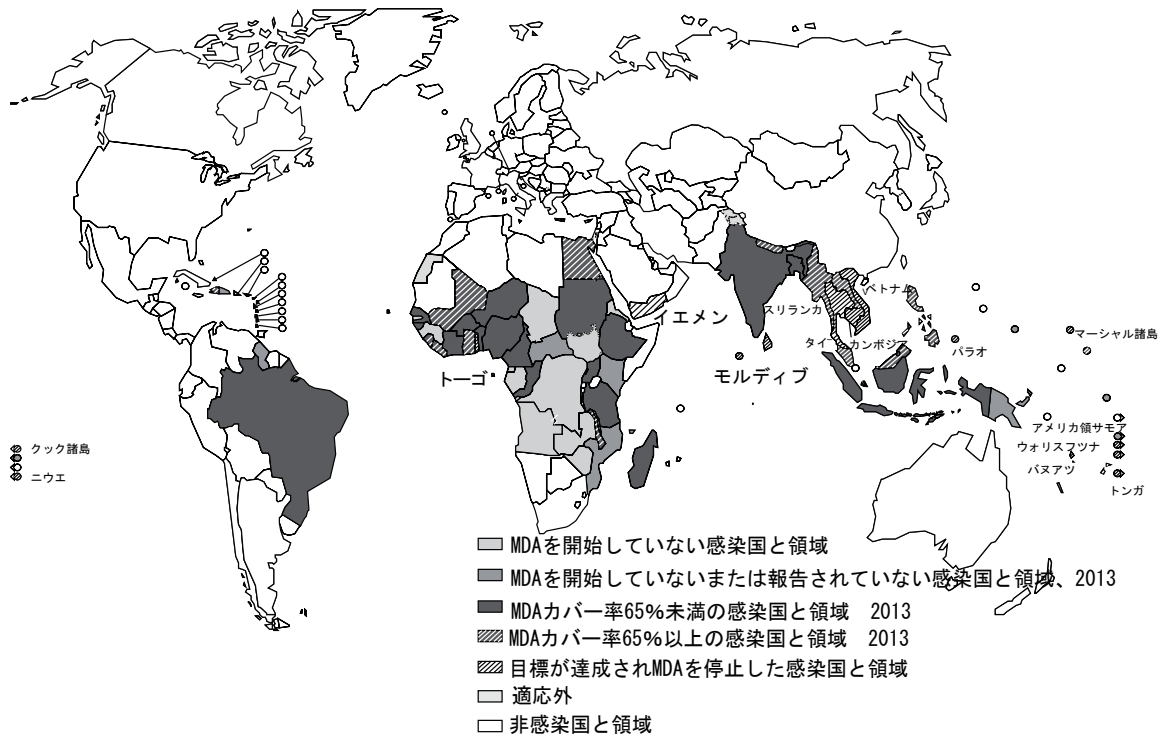 スリランカ
ベトナム
イエメン
タイ
カンボジア
マーシャル諸島
パラオ
トーゴ
モルディブ
アメリカ領サモア
クック諸島
ウォリスフツナ
ニウエ
バヌアツ
トンガ
MDAを開始していない感染国と領域
MDAを開始していないまたは報告されていない感染国と領域、2013
MDAカバー率65%未満の感染国と領域 2013
MDAカバー率65%以上の感染国と領域 2013
目標が達成されMDAを停止した感染国と領域
適応外
非感染国と領域